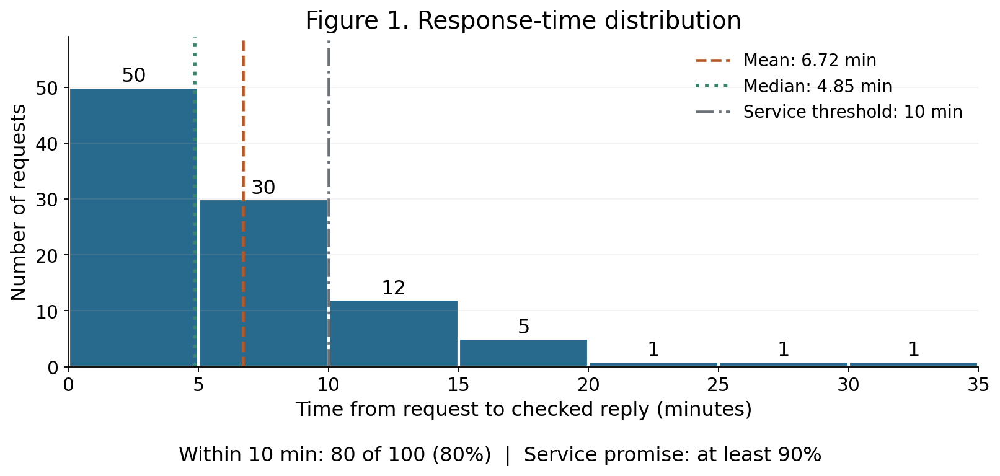 Figure 1. Response-time distribution
Mean: 6.72 min
Median: 4.85 min
Service threshold: 10 min
Number of requests
50
40
30
20
10
0
50
30
12
5
1
1
1
0 5 10 15 20 25 30 35
Time from request to checked reply (minutes)
Within 10 min: 80 of 100 (80%) | Service promise: at least 90%